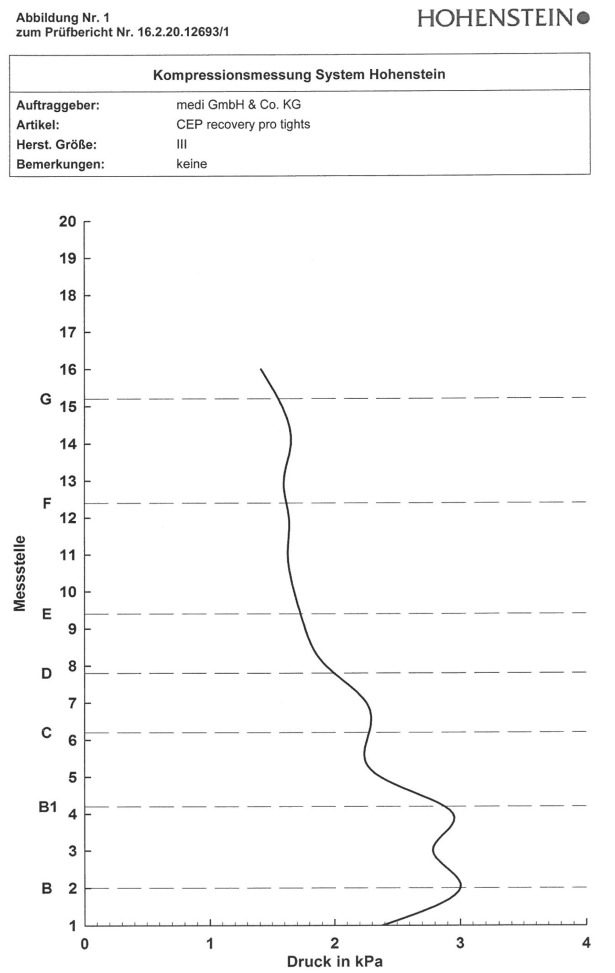 Abbildung Nr. 1
zum Prüfbericht Nr. 16.2.20.12693/1
HOHENSTEIN
Kompressionsmessung System Hohenstein
Auftraggeber: medi GmbH & Co. KG
Artikel: CEP recovery pro tights
Herst. Größe: III
Bemerkungen: keine
20
19
18
17
16
G
15
14
13
F
12
11
10
E
9
8
D
7
C
6
5
B1
4
3
B
2
1
Messstelle
0 1 2 3 4
Druck in kPa